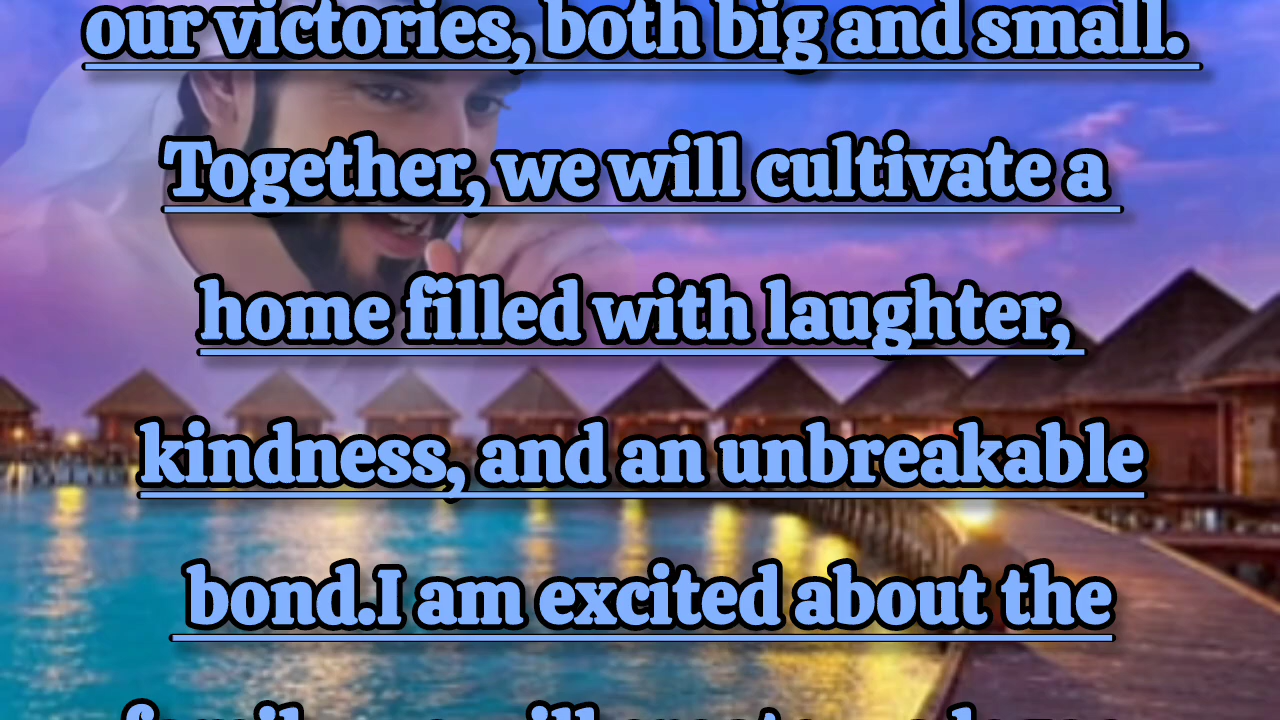 our victories, both big and small.
Together, we will cultivate a
home filled with laughter,
kindness, and an unbreakable
bond.I am excited about the